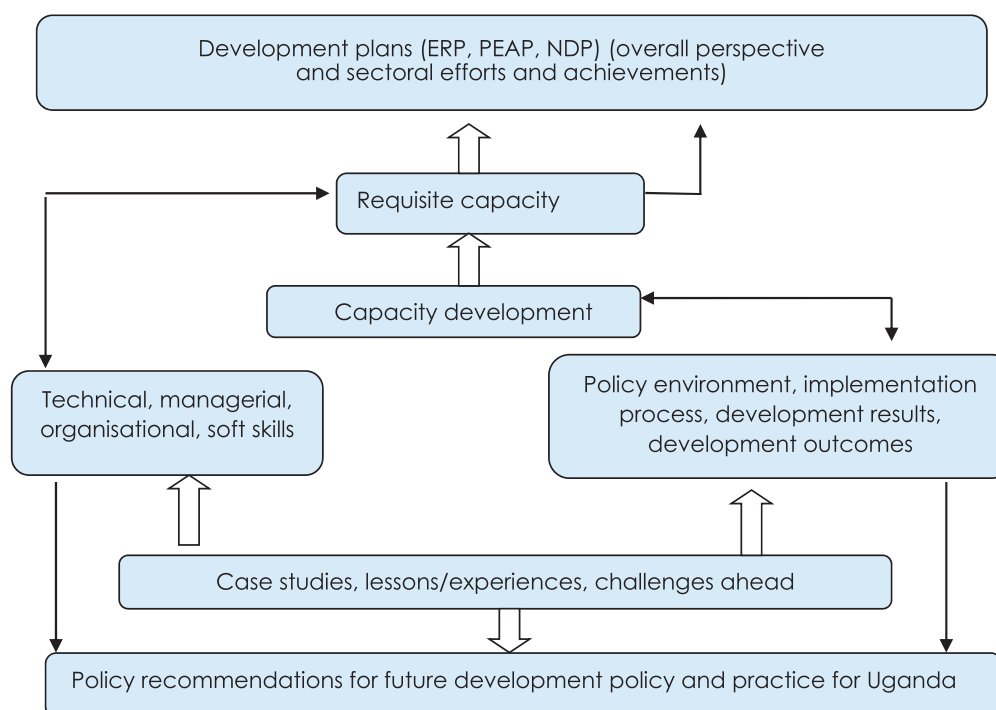 Development plans (ERP, PEAP, NDP) (overall perspective
and sectoral efforts and achievements)
Requisite capacity
Capacity development
Technical, managerial,
organisational, soft skills
Policy environment, implementation
process, development results,
development outcomes
Case studies, lessons/experiences, challenges ahead
Policy recommendations for future development policy and practice for Uganda